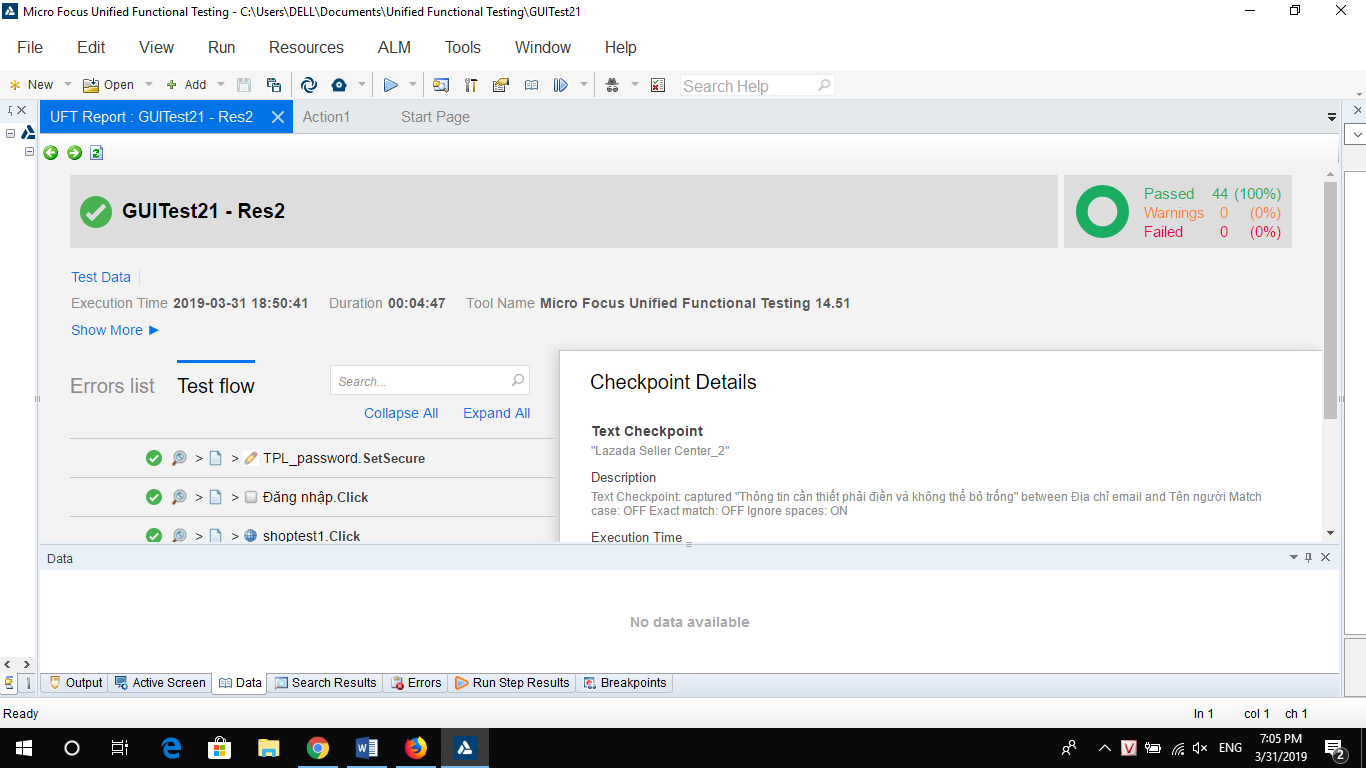 Micro Focus Unified Functional Testing - C:\Users\DELL\Documents\Unified Functional Testing\GUITest21
File Edit View Run Resources ALM Tools Window Help
New Open Add Search Help
UFT Report : GUITest21 - Res2 Action1 Start Page
GUITest21 - Res2
Passed 44 (100%)
Warnings 0 (0%)
Failed 0 (0%)
Test Data
Execution Time 2019-03-31 18:50:41 Duration 00:04:47 Tool Name Micro Focus Unified Functional Testing 14.51
Show More
Errors list Test flow Search...
Collapse All Expand All
> > TPL_password.SetSecure
> > Đăng nhập.Click
> > shoptest1.Click
Checkpoint Details
Text Checkpoint
"Lazada Seller Center_2"
Description
Text Checkpoint: captured "Thông tin cần thiết phải điền và không thể bỏ trống" between Địa chỉ email and Tên người Match
case: OFF Exact match: OFF Ignore spaces: ON
Execution Time
Data
No data available
Output Active Screen Data Search Results Errors Run Step Results Breakpoints
Ready ln 1 col 1 ch 1
ENG
7:05 PM
3/31/2019
2